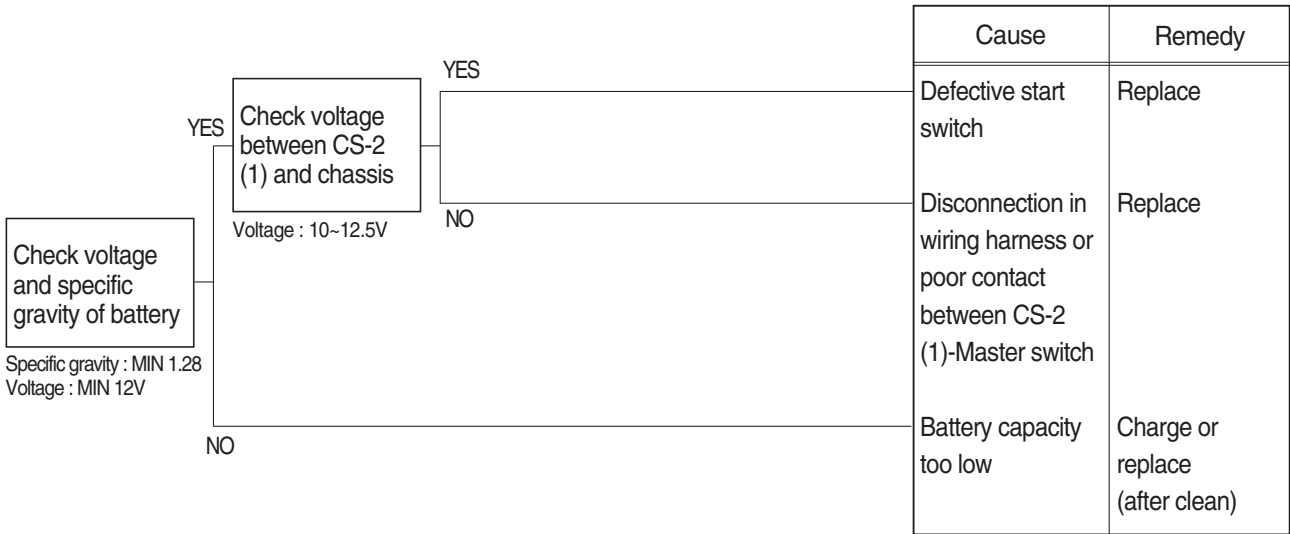 Check voltage
and specific
gravity of battery
Specific gravity : MIN 1.28
Voltage : MIN 12V
YES
Check voltage
between CS-2
(1) and chassis
Voltage : 10~12.5V
NO
YES
NO
Cause
Remedy
Defective start
switch
Replace
Disconnection in
wiring harness or
poor contact
between CS-2
(1)-Master switch
Replace
Battery capacity
too low
Charge or
replace
(after clean)